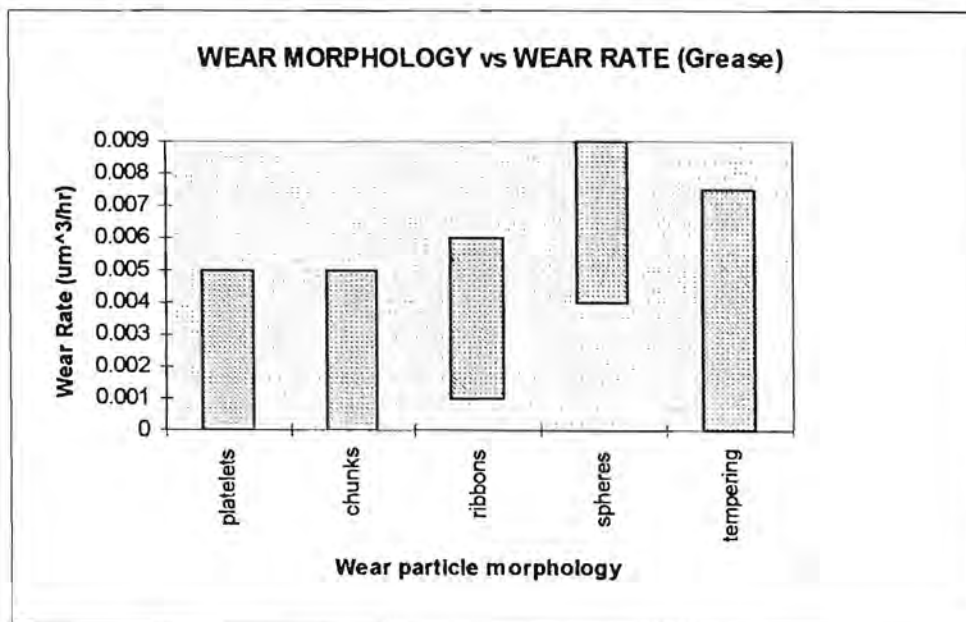 WEAR MORPHOLOGY vs WEAR RATE (Grease)
Wear Rate (um^3/hr)
0.009
0.008
0.007
0.006
0.005
0.004
0.003
0.002
0.001
0
platelets
chunks
ribbons
spheres
tempering
Wear particle morphology